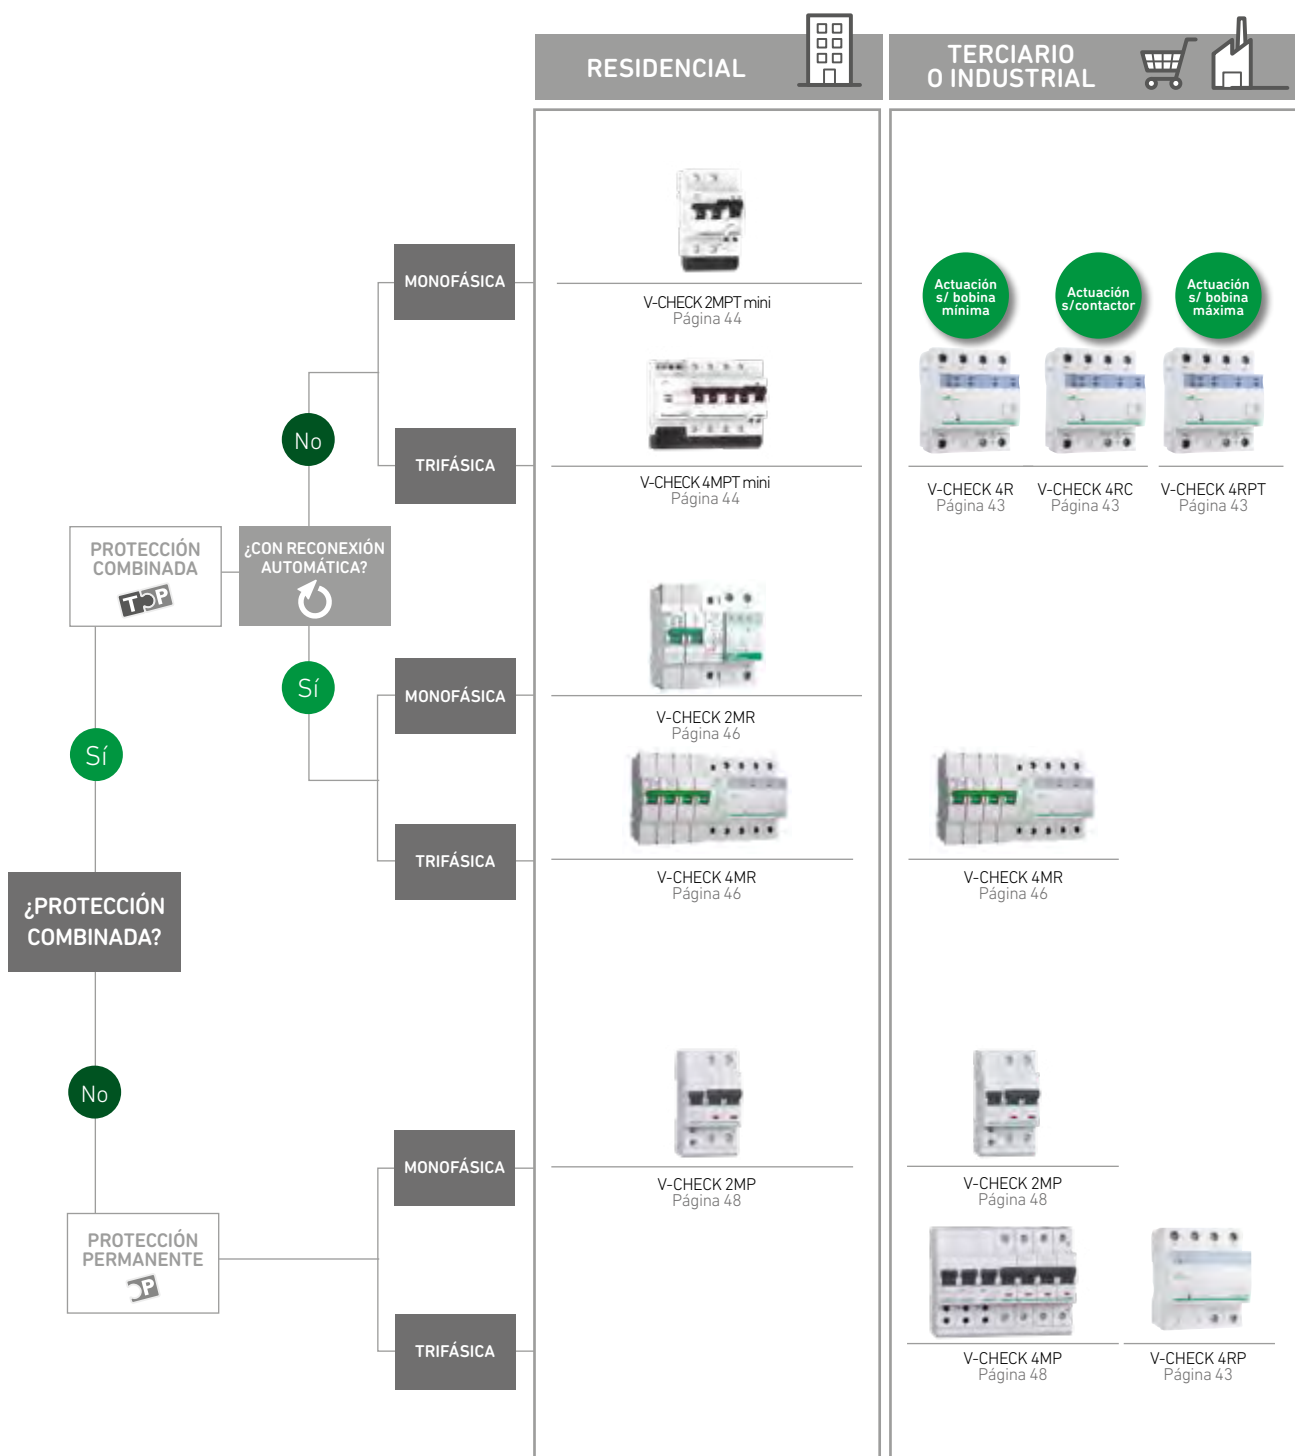 RESIDENCIAL
TERCIARIO
O INDUSTRIAL
MONOFÁSICA
V-CHECK 2MPT mini
Página 44
Actuación
s/ bobina
mínima
Actuación
s/contactor
Actuación
s/ bobina
máxima
No
TRIFÁSICA
V-CHECK 4MPT mini
Página 44
V-CHECK 4R
Página 43
V-CHECK 4RC
Página 43
V-CHECK 4RPT
Página 43
PROTECCIÓN
COMBINADA
TOP
¿CON RECONEXIÓN
AUTOMÁTICA?
Sí
MONOFÁSICA
V-CHECK 2MR
Página 46
Sí
TRIFÁSICA
V-CHECK 4MR
Página 46
V-CHECK 4MR
Página 46
¿PROTECCIÓN
COMBINADA?
No
MONOFÁSICA
V-CHECK 2MP
Página 48
V-CHECK 2MP
Página 48
PROTECCIÓN
PERMANENTE
P
TRIFÁSICA
V-CHECK 4MP
Página 48
V-CHECK 4RP
Página 43